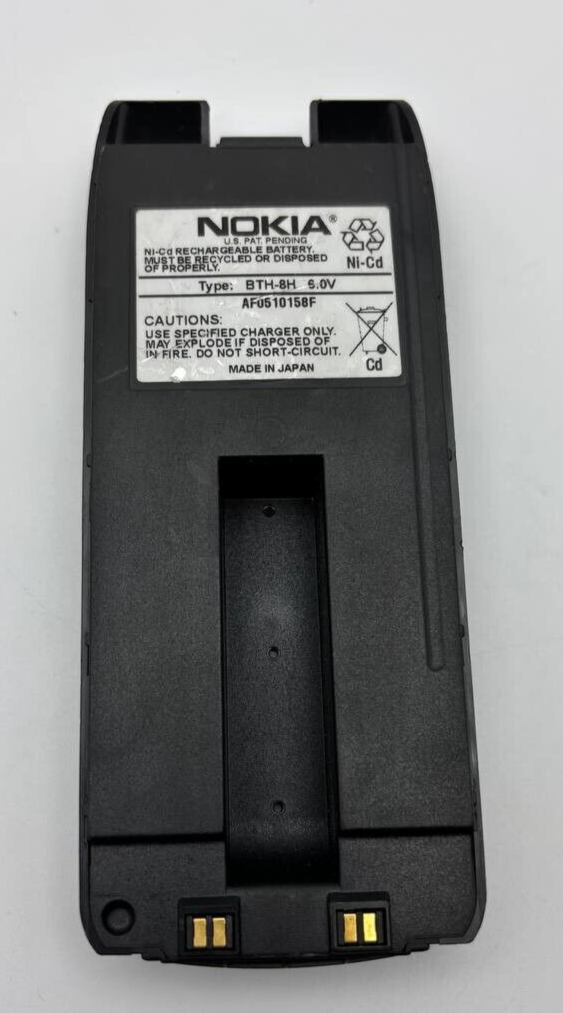 NOKIA®
U.S. PAT. PENDING
Ni-Cd RECHARGEABLE BATTERY.
MUST BE RECYCLED OR DISPOSED
OF PROPERLY.
Ni-Cd
Type: BTH-8H 6.0V
AF0510158F
CAUTIONS:
USE SPECIFIED CHARGER ONLY.
MAY EXPLODE IF DISPOSED OF
IN FIRE. DO NOT SHORT-CIRCUIT.
MADE IN JAPAN
Cd